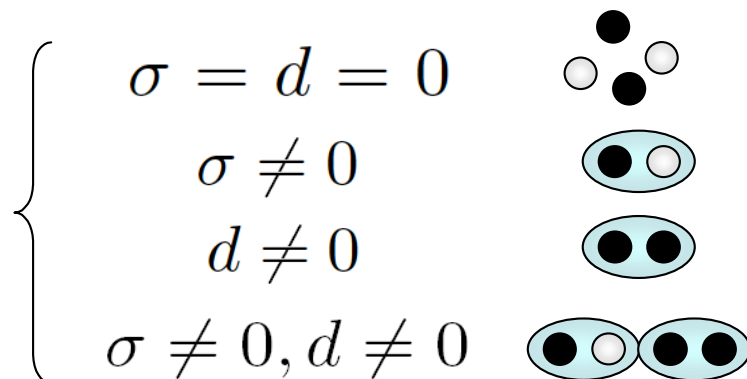 σ = d = 0
σ ≠ 0
d ≠ 0
σ ≠ 0, d ≠ 0